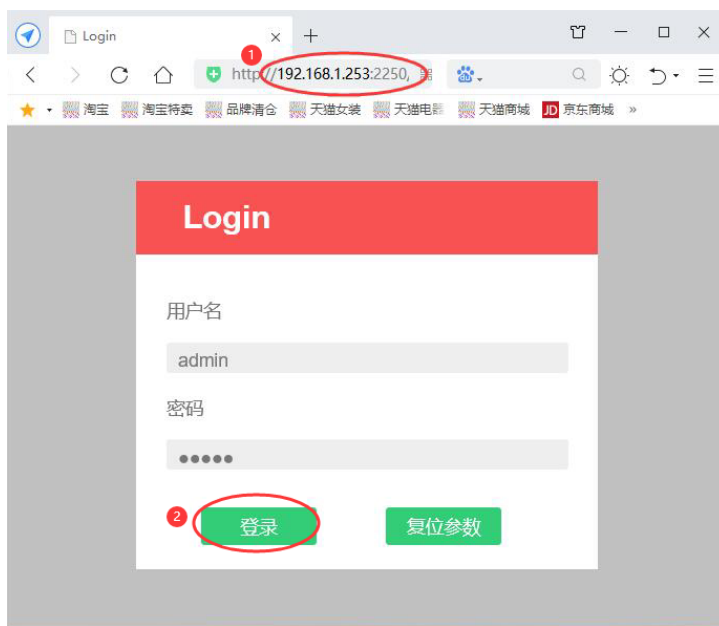 Login
1
http://192.168.1.253:2250/
淘宝 淘宝特卖 品牌清仓 天猫女装 天猫电器 天猫商城 JD 京东商城 »
Login
用户名
admin
密码
●●●●●
2
登录 复位参数